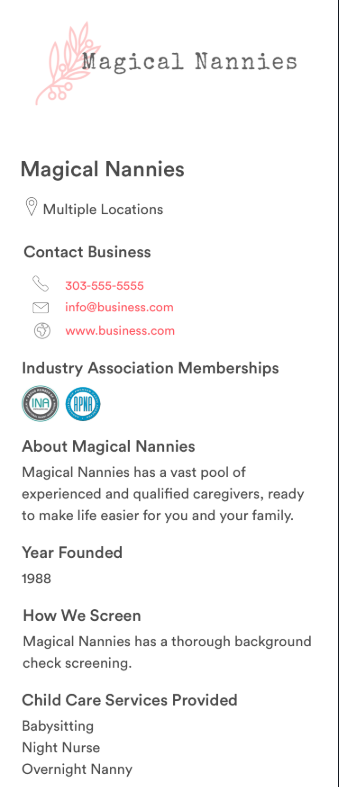 Magical Nannies
Magical Nannies
Multiple Locations
Contact Business
303-555-5555
info@business.com
www.business.com
Industry Association Memberships
INA
APNA
About Magical Nannies
Magical Nannies has a vast pool of
experienced and qualified caregivers, ready
to make life easier for you and your family.
Year Founded
1988
How We Screen
Magical Nannies has a thorough background
check screening.
Child Care Services Provided
Babysitting
Night Nurse
Overnight Nanny